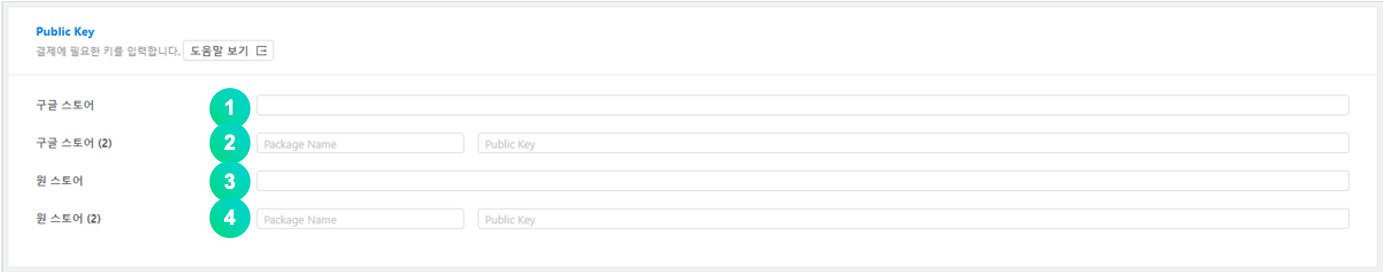 Public Key
결제에 필요한 키를 입력합니다. 도움말 보기
구글 스토어 1
구글 스토어 (2) 2 Package Name Public Key
원 스토어 3
원 스토어 (2) 4 Package Name Public Key